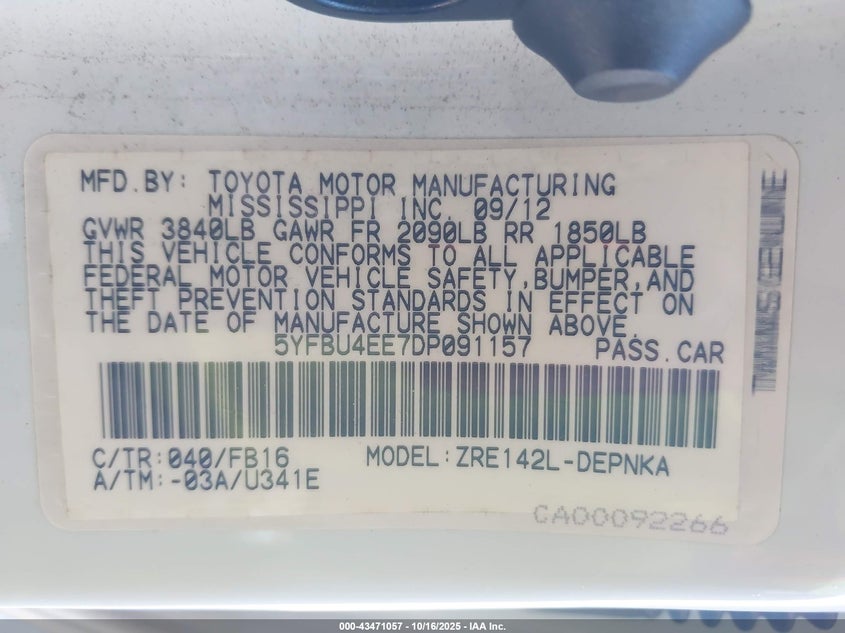 MFD.BY: TOYOTA MOTOR MANUFACTURING
MISSISSIPPI INC. 09/12
GVWR 3840LB GAWR FR 2090LB RR 1850LB
THIS VEHICLE CONFORMS TO ALL APPLICABLE
FEDERAL MOTOR VEHICLE SAFETY,BUMPER,AND
THEFT PREVENTION STANDARDS IN EFFECT ON
THE DATE OF MANUFACTURE SHOWN ABOVE.
5YFBU4EE7DP091157 PASS.CAR
C/TR:040/FB16 MODEL:ZRE142L-DEPNKA
A/TM:-03A/U341E
CA00092266
000-43471057 - 10/16/2025 - IAA Inc.